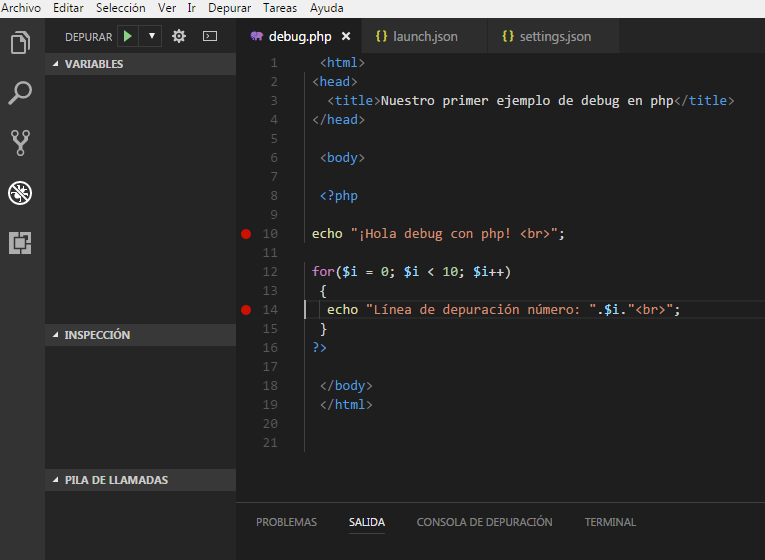 Archivo Editar Selección Ver Ir Depurar Tareas Ayuda
DEPURAR
VARIABLES
INSPECCIÓN
PILA DE LLAMADAS
debug.php launch.json settings.json
1 <html>
2 <head>
3 <title>Nuestro primer ejemplo de debug en php</title>
4 </head>
5
6 <body>
7
8 <?php
9
10 echo "¡Hola debug con php! <br>";
11
12 for($i = 0; $i < 10; $i++)
13 {
14 echo "Línea de depuración número: ".$i."<br>";
15 }
16 ?>
17
18 </body>
19 </html>
20
21
PROBLEMAS SALIDA CONSOLA DE DEPURACIÓN TERMINAL